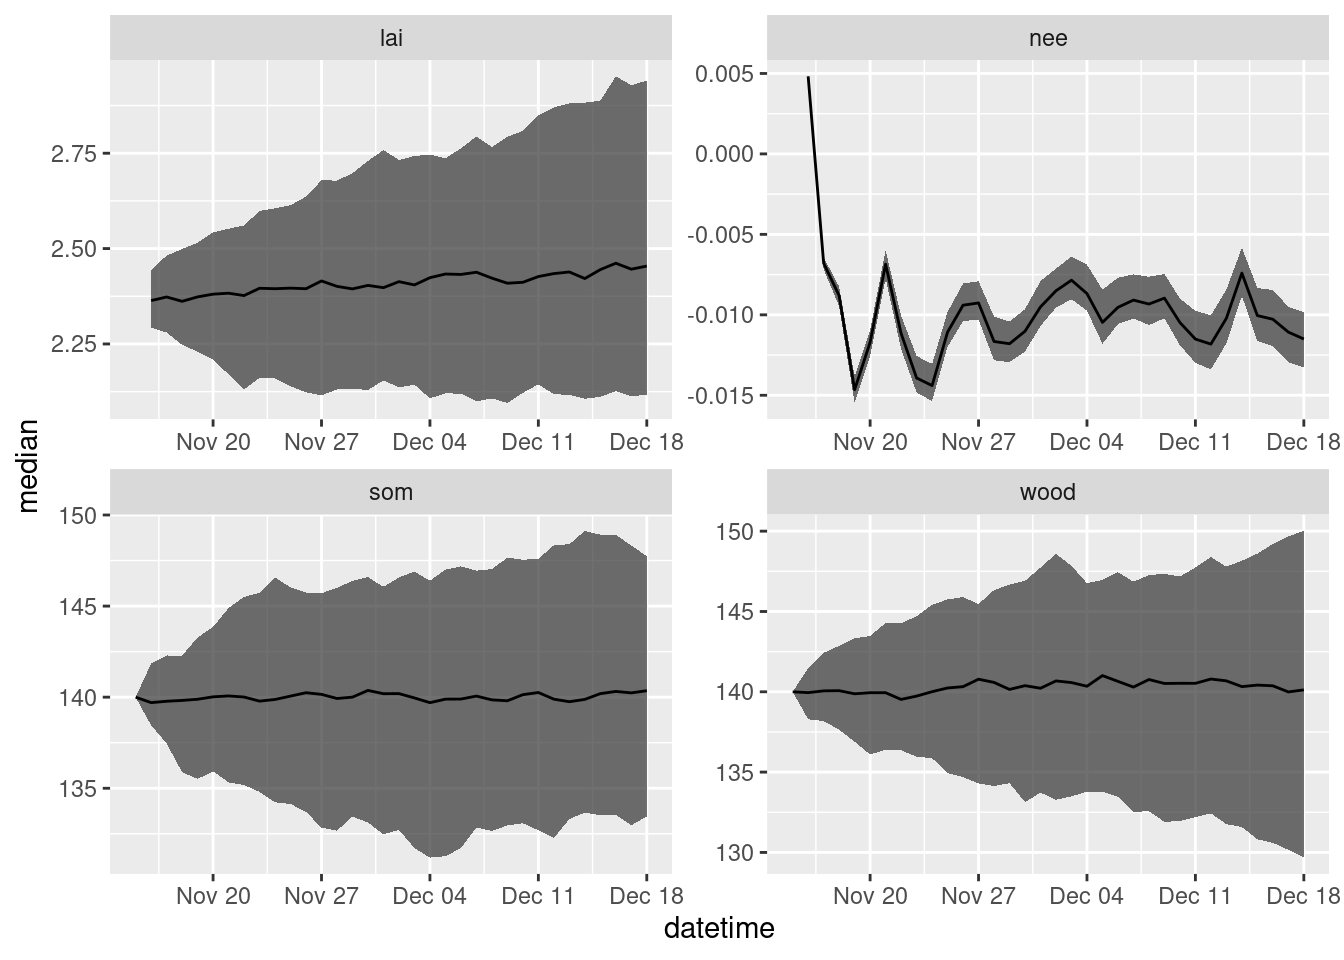 lai
nee
2.75
2.50
2.25
0.005
0.000
-0.005
-0.010
-0.015
Nov 20 Nov 27 Dec 04 Dec 11 Dec 18
Nov 20 Nov 27 Dec 04 Dec 11 Dec 18
median
som
wood
150
145
140
135
150
145
140
135
130
Nov 20 Nov 27 Dec 04 Dec 11 Dec 18
Nov 20 Nov 27 Dec 04 Dec 11 Dec 18
datetime